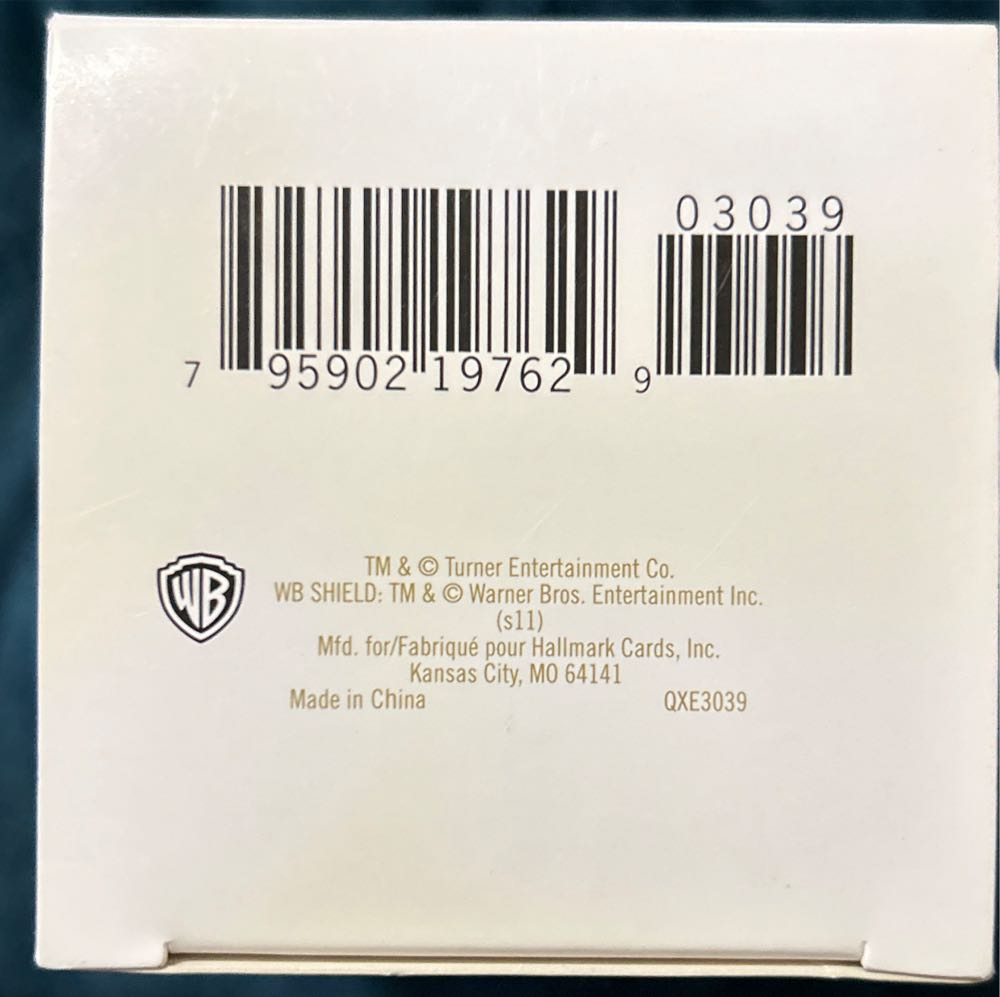 03039
7 95902 19762 9
WB
TM & © Turner Entertainment Co.
WB SHIELD: TM & © Warner Bros. Entertainment Inc.
(s11)
Mfd. for/Fabriqué pour Hallmark Cards, Inc.
Kansas City, MO 64141
Made in China QXE3039